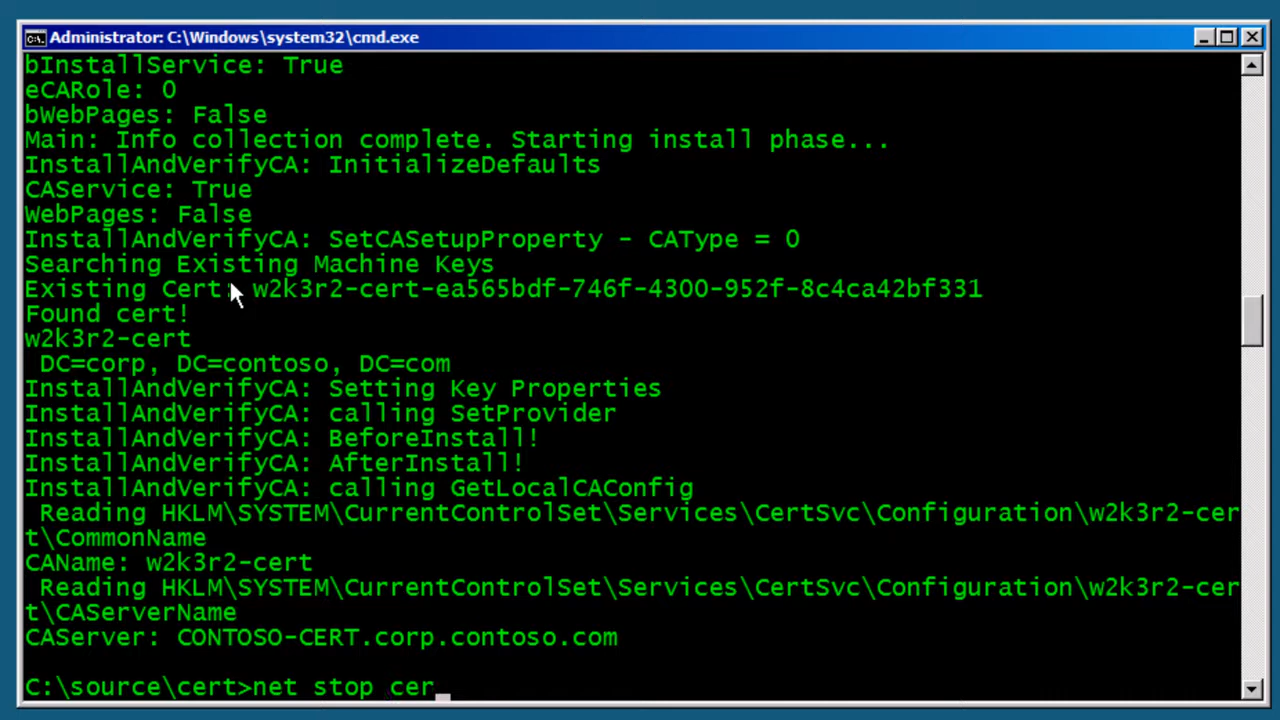 Administrator: C:\Windows\system32\cmd.exe
bInstallService: True
eCARole: 0
bWebPages: False
Main: Info collection complete. Starting install phase...
InstallAndVerifyCA: InitializeDefaults
CAService: True
WebPages: False
InstallAndVerifyCA: SetCASetupProperty - CAType = 0
Searching Existing Machine Keys
Existing Cert: w2k3r2-cert-ea565bdf-746f-4300-952f-8c4ca42bf331
Found cert!
w2k3r2-cert
DC=corp, DC=contoso, DC=com
InstallAndVerifyCA: Setting Key Properties
InstallAndVerifyCA: calling SetProvider
InstallAndVerifyCA: BeforeInstall!
InstallAndVerifyCA: AfterInstall!
InstallAndVerifyCA: calling GetLocalCAConfig
Reading HKLM\SYSTEM\CurrentControlSet\Services\CertSvc\Configuration\w2k3r2-cer
t\CommonName
CAName: w2k3r2-cert
Reading HKLM\SYSTEM\CurrentControlSet\Services\CertSvc\Configuration\w2k3r2-cer
t\CAServerName
CAServer: CONTOSO-CERT.corp.contoso.com
C:\source\cert>net stop cer